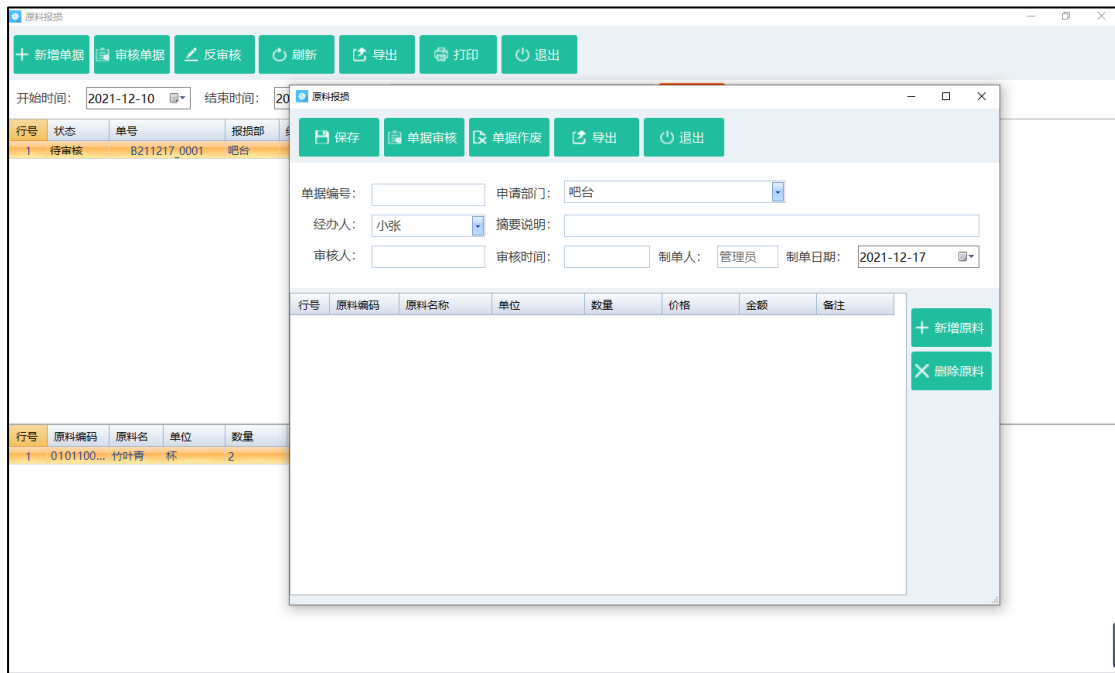 原料报损
新增单据 审核单据 反审核 刷新 导出 打印 退出
开始时间： 2021-12-10 结束时间： 20
行号 状态 单号 报损部
1 待审核 B211217_0001 吧台
行号 原料编码 原料名 单位 数量
1 0101100... 竹叶青 杯 2
原料报损
保存 单据审核 单据作废 导出 退出
单据编号： 申请部门： 吧台
经办人： 小张 摘要说明：
审核人： 审核时间： 制单人： 管理员 制单日期： 2021-12-17
行号 原料编码 原料名称 单位 数量 价格 金额 备注
新增原料
删除原料